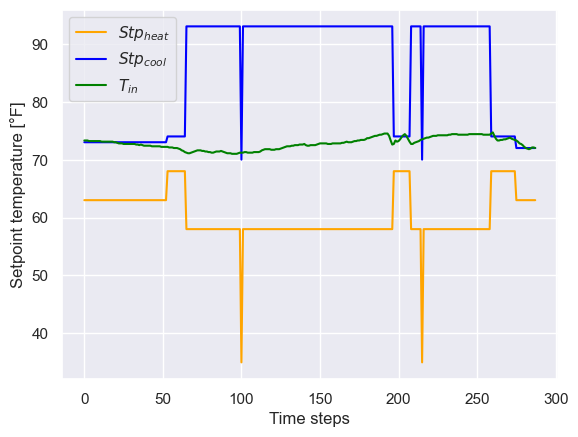 Stp_heat
Stp_cool
T_in
Setpoint temperature [°F]
90
80
70
60
50
40
0 50 100 150 200 250 300
Time steps